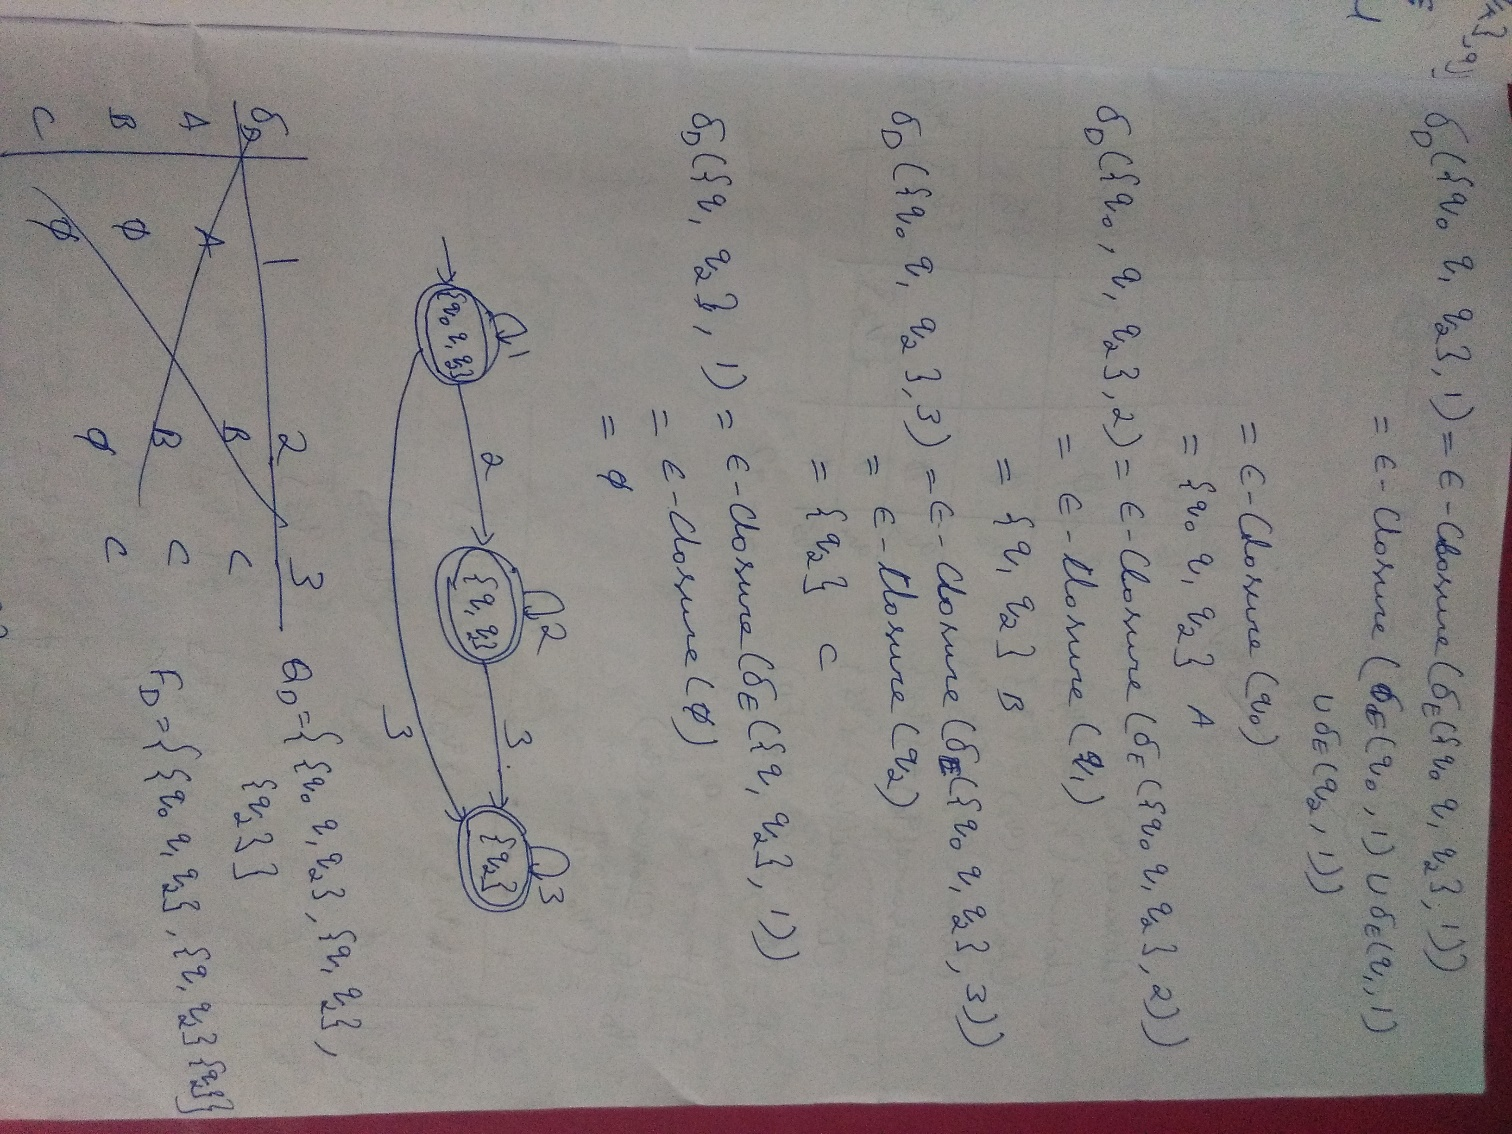 δD({q0 q1 q2}, 1) = ϵ-closure(δE({q0 q1 q2}, 1))
= ϵ-closure(δE(q0, 1) ∪ δE(q1, 1)
∪ δE(q2, 1))
= ϵ-closure(q0)
= {q0 q1 q2} A
δD({q0, q1, q2}, 2) = ϵ-closure(δE({q0 q1 q2}, 2))
= ϵ-closure(q1)
= {q1 q2} B
δD({q0 q1 q2}, 3) = ϵ-closure(δE({q0 q1 q2}, 3))
= ϵ-closure(q2)
= {q2} C
δD({q1 q2}, 1) = ϵ-closure(δE({q1 q2}, 1))
= ϵ-closure(φ)
= φ
1 2 3
{q0 q1 q2} 2 {q1 q2} 3 {q2}
3
δD 1 2 3
A A B C
B φ B C
C φ φ C
QD = {{q0 q1 q2}, {q1 q2},
{q2}}
FD = {{q0 q1 q2}, {q1 q2} {q2}}